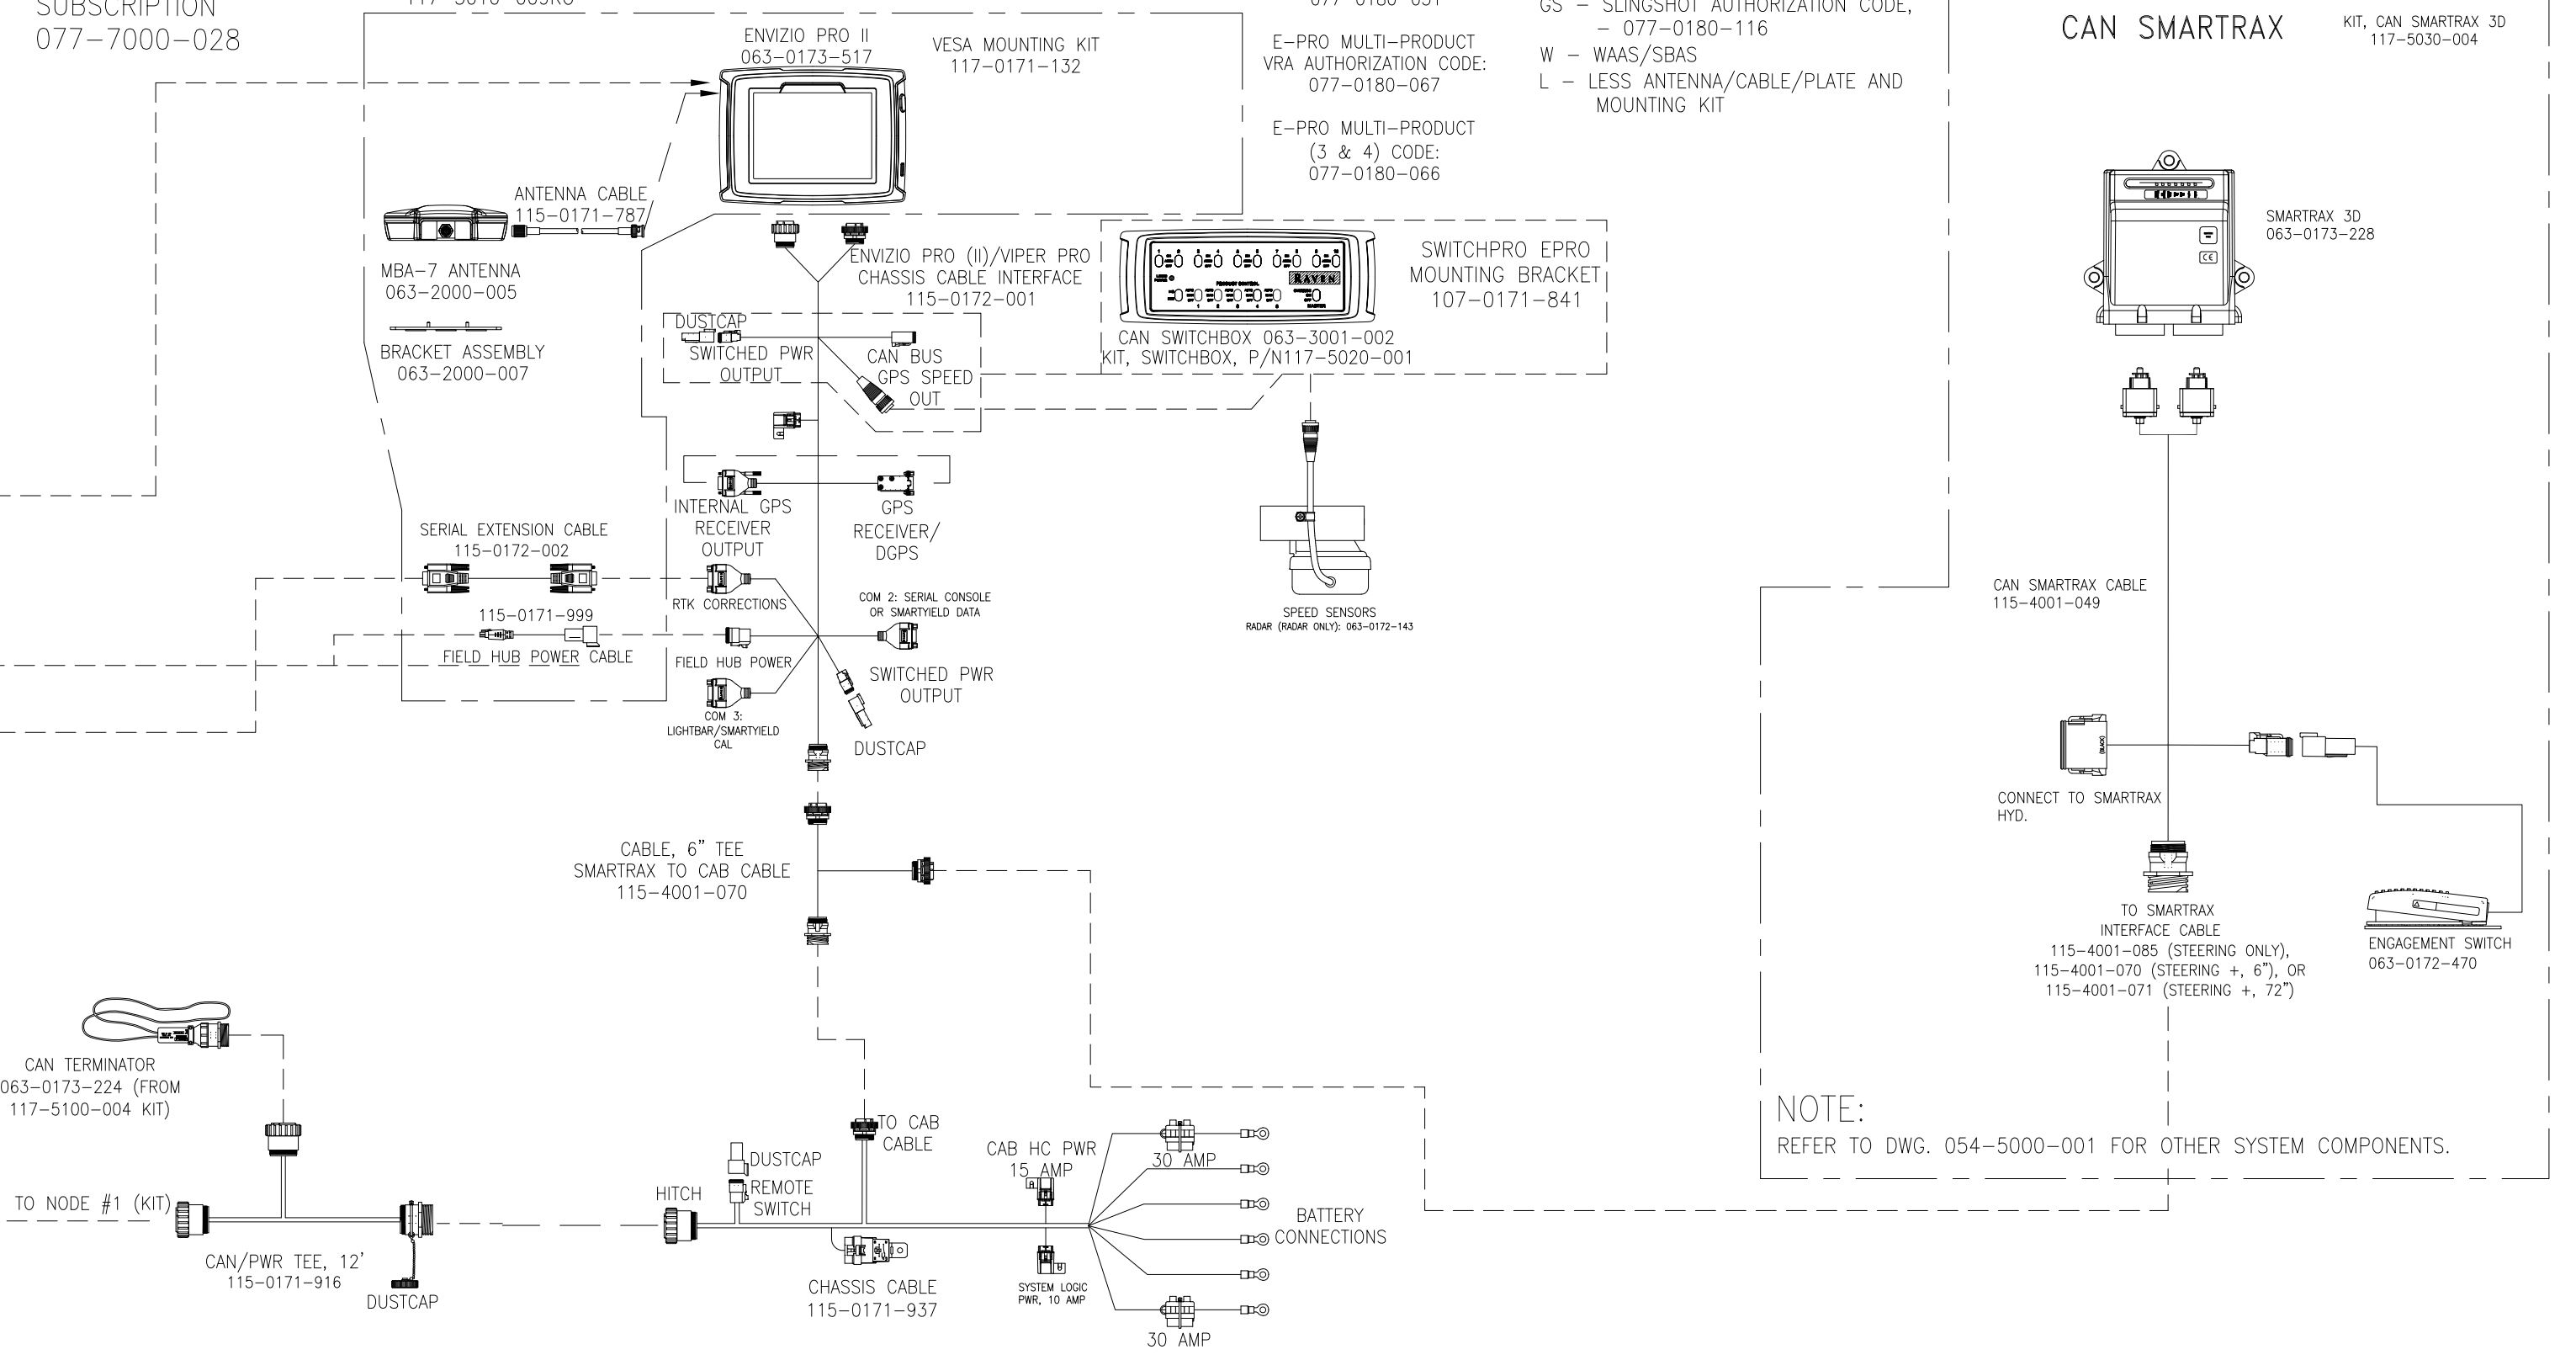 SUBSCRIPTION
077-7000-028
ENVIZIO PRO II
063-0173-517
VESA MOUNTING KIT
117-0171-132
E-PRO MULTI-PRODUCT
VRA AUTHORIZATION CODE:
077-0180-067
E-PRO MULTI-PRODUCT
(3 & 4) CODE:
077-0180-066
GS - SLINGSHOT AUTHORIZATION CODE,
- 077-0180-116
W - WAAS/SBAS
L - LESS ANTENNA/CABLE/PLATE AND
MOUNTING KIT
CAN SMARTRAX
KIT, CAN SMARTRAX 3D
117-5030-004
ANTENNA CABLE
115-0171-787
MBA-7 ANTENNA
063-2000-005
BRACKET ASSEMBLY
063-2000-007
ENVIZIO PRO (II)/VIPER PRO
CHASSIS CABLE INTERFACE
115-0172-001
RAVEN
PRODUCT CONTROL
MASTER
SWITCHPRO EPRO
MOUNTING BRACKET
107-0171-841
CAN SWITCHBOX 063-3001-002
KIT, SWITCHBOX, P/N117-5020-001
DUSTCAP
SWITCHED PWR
OUTPUT
CAN BUS
GPS SPEED
OUT
SMARTRAX 3D
063-0173-228
INTERNAL GPS
RECEIVER
OUTPUT
GPS
RECEIVER/
DGPS
SERIAL EXTENSION CABLE
115-0172-002
115-0171-999
FIELD HUB POWER CABLE
RTK CORRECTIONS
COM 2: SERIAL CONSOLE
OR SMARTYIELD DATA
FIELD HUB POWER
SWITCHED PWR
OUTPUT
COM 3:
LIGHTBAR/SMARTYIELD
CAL
DUSTCAP
SPEED SENSORS
RADAR (RADAR ONLY): 063-0172-143
CAN SMARTRAX CABLE
115-4001-049
(BLACK)
CONNECT TO SMARTRAX
HYD.
CABLE, 6" TEE
SMARTRAX TO CAB CABLE
115-4001-070
TO SMARTRAX
INTERFACE CABLE
115-4001-085 (STEERING ONLY),
115-4001-070 (STEERING +, 6"), OR
115-4001-071 (STEERING +, 72")
ENGAGEMENT SWITCH
063-0172-470
CAN TERMINATOR
063-0173-224 (FROM
117-5100-004 KIT)
TO NODE #1 (KIT)
CAN/PWR TEE, 12'
115-0171-916
DUSTCAP
HITCH
DUSTCAP
REMOTE
SWITCH
TO CAB
CABLE
CHASSIS CABLE
115-0171-937
CAB HC PWR
15 AMP
SYSTEM LOGIC
PWR, 10 AMP
30 AMP
BATTERY
CONNECTIONS
30 AMP
NOTE:
REFER TO DWG. 054-5000-001 FOR OTHER SYSTEM COMPONENTS.